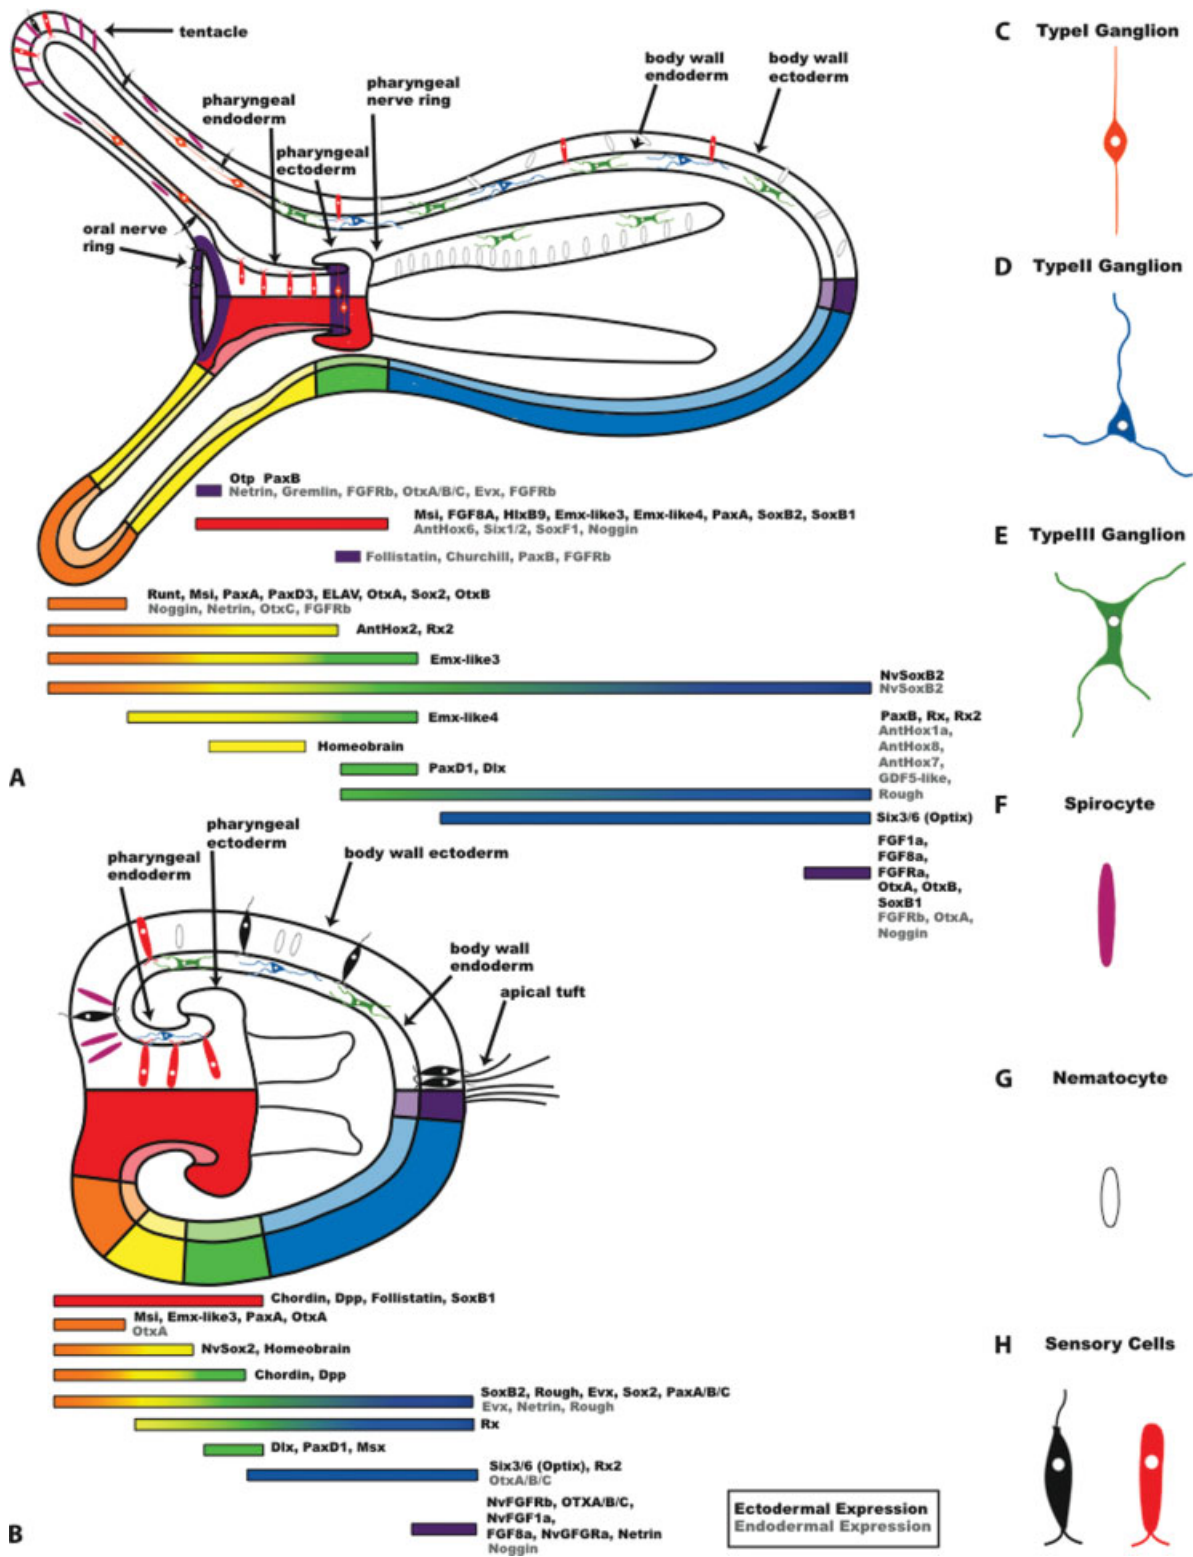 tentacle
body wall
endoderm
body wall
ectoderm
pharyngeal
nerve ring
pharyngeal
endoderm
pharyngeal
ectoderm
oral nerve
ring
Otp PaxB
Netrin, Gremlin, FGFRb, OtxA/B/C, Evx, FGFRb
Msi, FGF8A, HlxB9, Emx-like3, Emx-like4, PaxA, SoxB2, SoxB1
AntHox6, Six1/2, SoxF1, Noggin
Follistatin, Churchill, PaxB, FGFRb
Runt, Msi, PaxA, PaxD3, ELAV, OtxA, Sox2, OtxB
Noggin, Netrin, OtxC, FGFRb
AntHox2, Rx2
Emx-like3
NvSoxB2
NvSoxB2
Emx-like4
PaxB, Rx, Rx2
AntHox1a,
AntHox8,
AntHox7,
GDF5-like,
Rough
Homeobrain
PaxD1, Dlx
A
Six3/6 (Optix)
FGF1a,
FGF8a,
FGFRa,
OtxA, OtxB,
SoxB1
FGFRb, OtxA,
Noggin
pharyngeal
ectoderm
pharyngeal
endoderm
body wall ectoderm
body wall
endoderm
apical tuft
Chordin, Dpp, Follistatin, SoxB1
Msi, Emx-like3, PaxA, OtxA
OtxA
NvSox2, Homeobrain
Chordin, Dpp
SoxB2, Rough, Evx, Sox2, PaxA/B/C
Evx, Netrin, Rough
Rx
Dlx, PaxD1, Msx
Six3/6 (Optix), Rx2
OtxA/B/C
NvFGFRb, OTXA/B/C,
NvFGF1a,
FGF8a, NvGFGRa, Netrin
Noggin
B
Ectodermal Expression
Endodermal Expression
C TypeI Ganglion
D TypeII Ganglion
E TypeIII Ganglion
F Spirocyte
G Nematocyte
H Sensory Cells